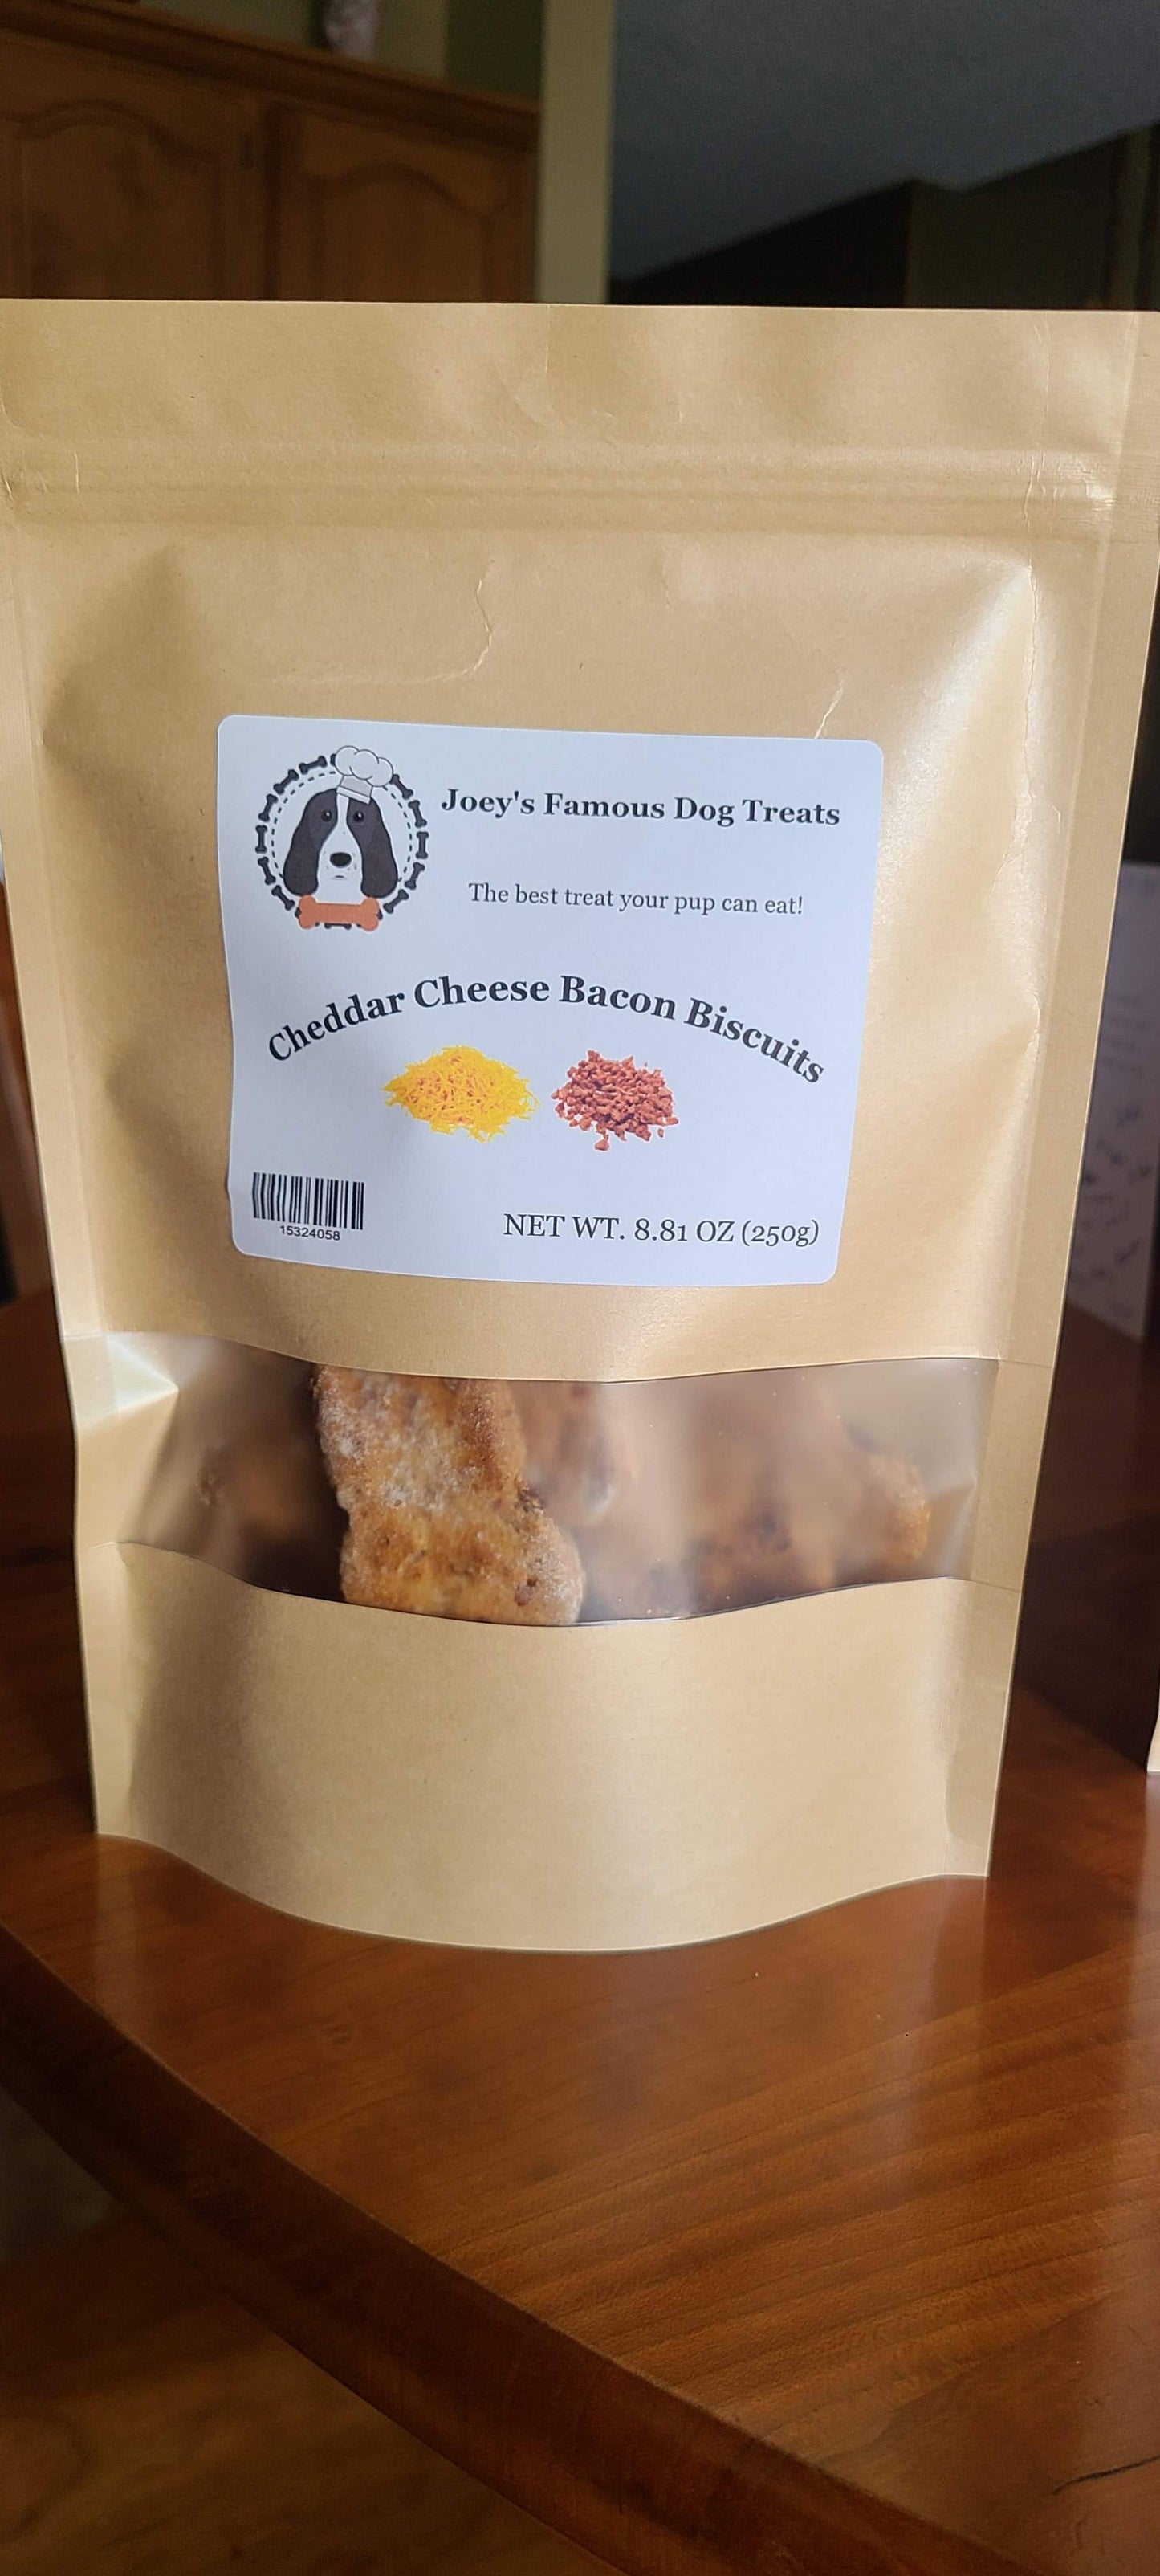 Joey's Famous Dog Treats
The best treat your pup can eat!
Cheddar Cheese Bacon Biscuits
15324058
NET WT. 8.81 OZ (250g)